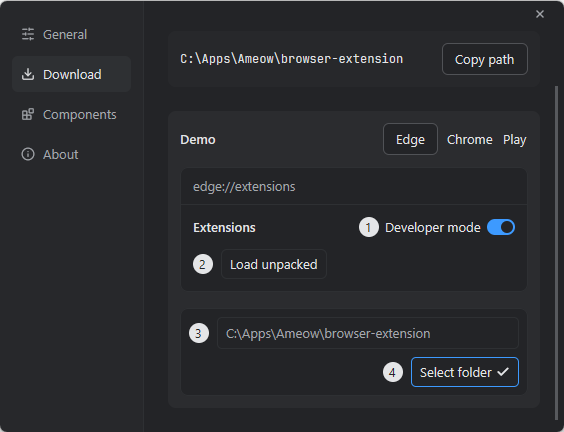 General
Download
Components
About
C:\Apps\Ameow\browser-extension
Copy path
Demo
Edge
Chrome
Play
edge://extensions
Extensions
1 Developer mode
2 Load unpacked
3 C:\Apps\Ameow\browser-extension
4 Select folder